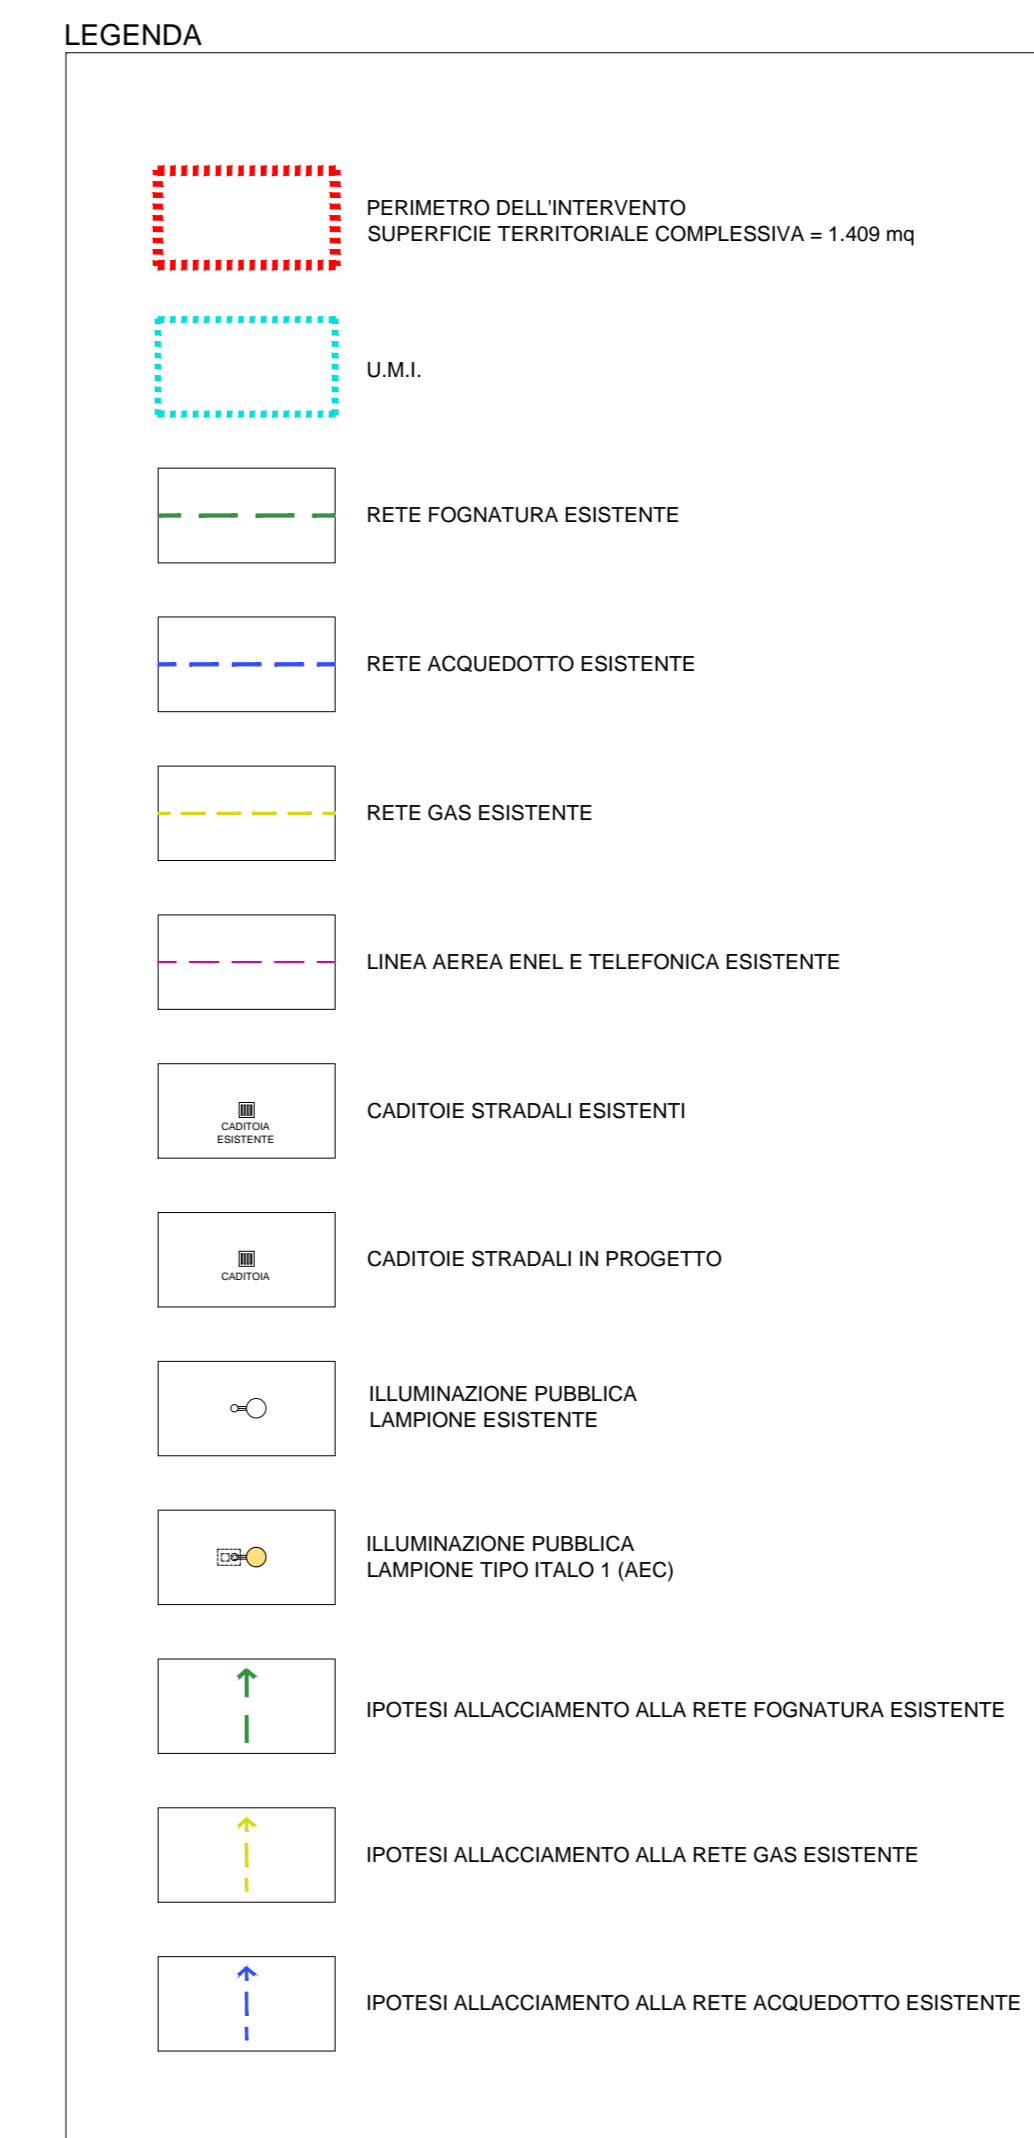 LEGENDA
PERIMETRO DELL'INTERVENTO
SUPERFICIE TERRITORIALE COMPLESSIVA = 1.409 mq
U.M.I.
RETE FOGNATURA ESISTENTE
RETE ACQUEDOTTO ESISTENTE
RETE GAS ESISTENTE
LINEA AEREA ENEL E TELEFONICA ESISTENTE
CADITOIA
ESISTENTE
CADITOIE STRADALI ESISTENTI
CADITOIA
CADITOIE STRADALI IN PROGETTO
ILLUMINAZIONE PUBBLICA
LAMPIONE ESISTENTE
ILLUMINAZIONE PUBBLICA
LAMPIONE TIPO ITALO 1 (AEC)
IPOTESI ALLACCIAMENTO ALLA RETE FOGNATURA ESISTENTE
IPOTESI ALLACCIAMENTO ALLA RETE GAS ESISTENTE
IPOTESI ALLACCIAMENTO ALLA RETE ACQUEDOTTO ESISTENTE